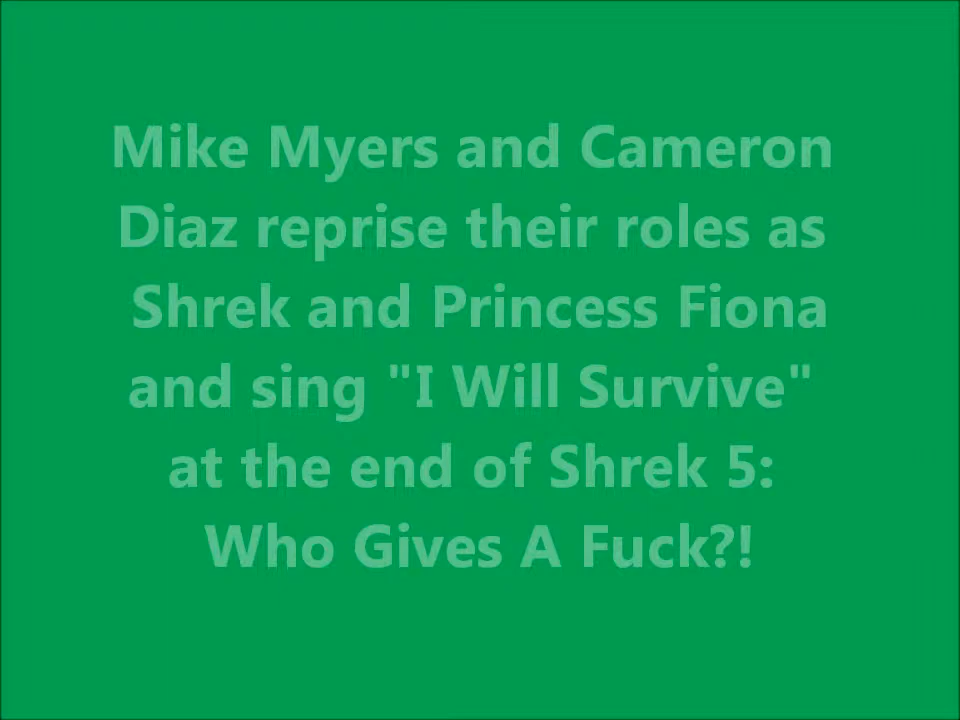 Mike Myers and Cameron
Diaz reprise their roles as
Shrek and Princess Fiona
and sing "I Will Survive"
at the end of Shrek 5:
Who Gives A Fuck?!